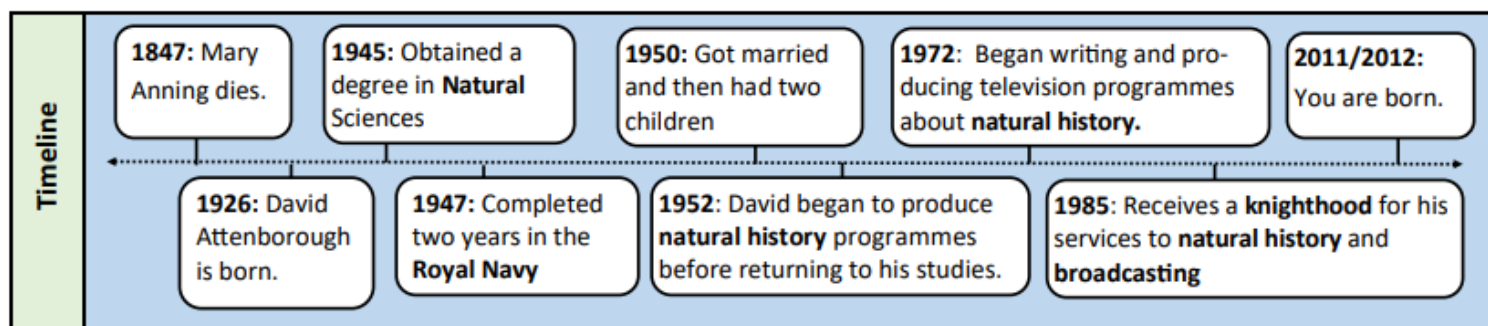 Timeline
1847: Mary
Anning dies.
1945: Obtained a
degree in Natural
Sciences
1950: Got married
and then had two
children
1972:  Began writing and pro-
ducing television programmes
about natural history.
2011/2012:
You are born.
1926: David
Attenborough
is born.
1947: Completed
two years in the
Royal Navy
1952: David began to produce
natural history programmes
before returning to his studies.
1985: Receives a knighthood for his
services to natural history and
broadcasting